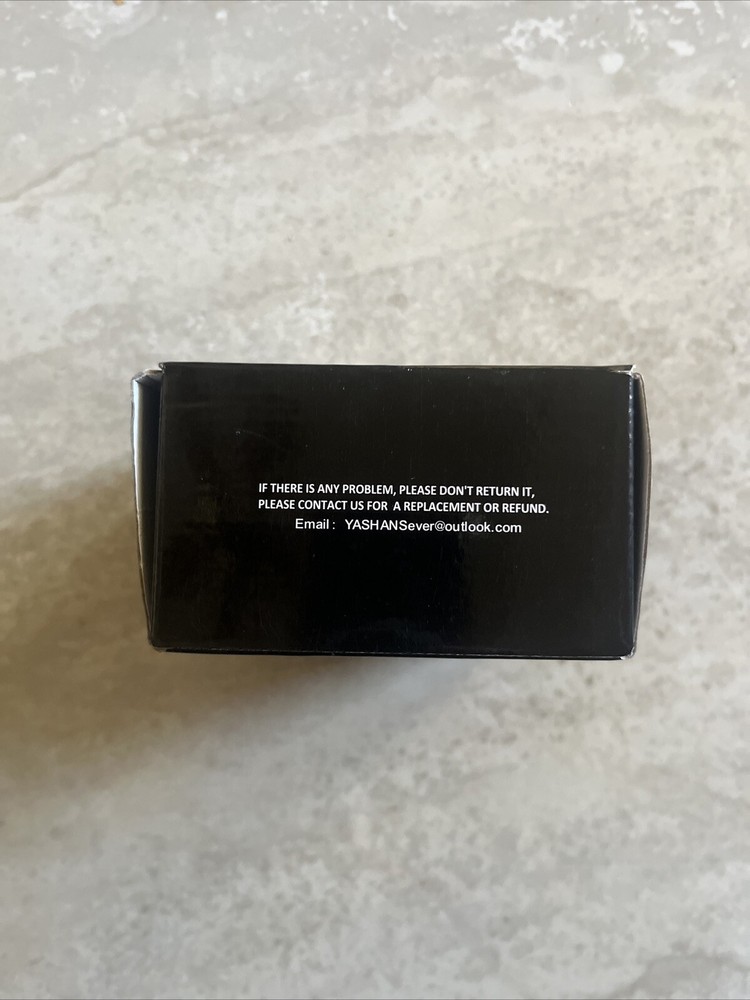 IF THERE IS ANY PROBLEM, PLEASE DON'T RETURN IT,
PLEASE CONTACT US FOR A REPLACEMENT OR REFUND.
Email: YASHANSever@outlook.com